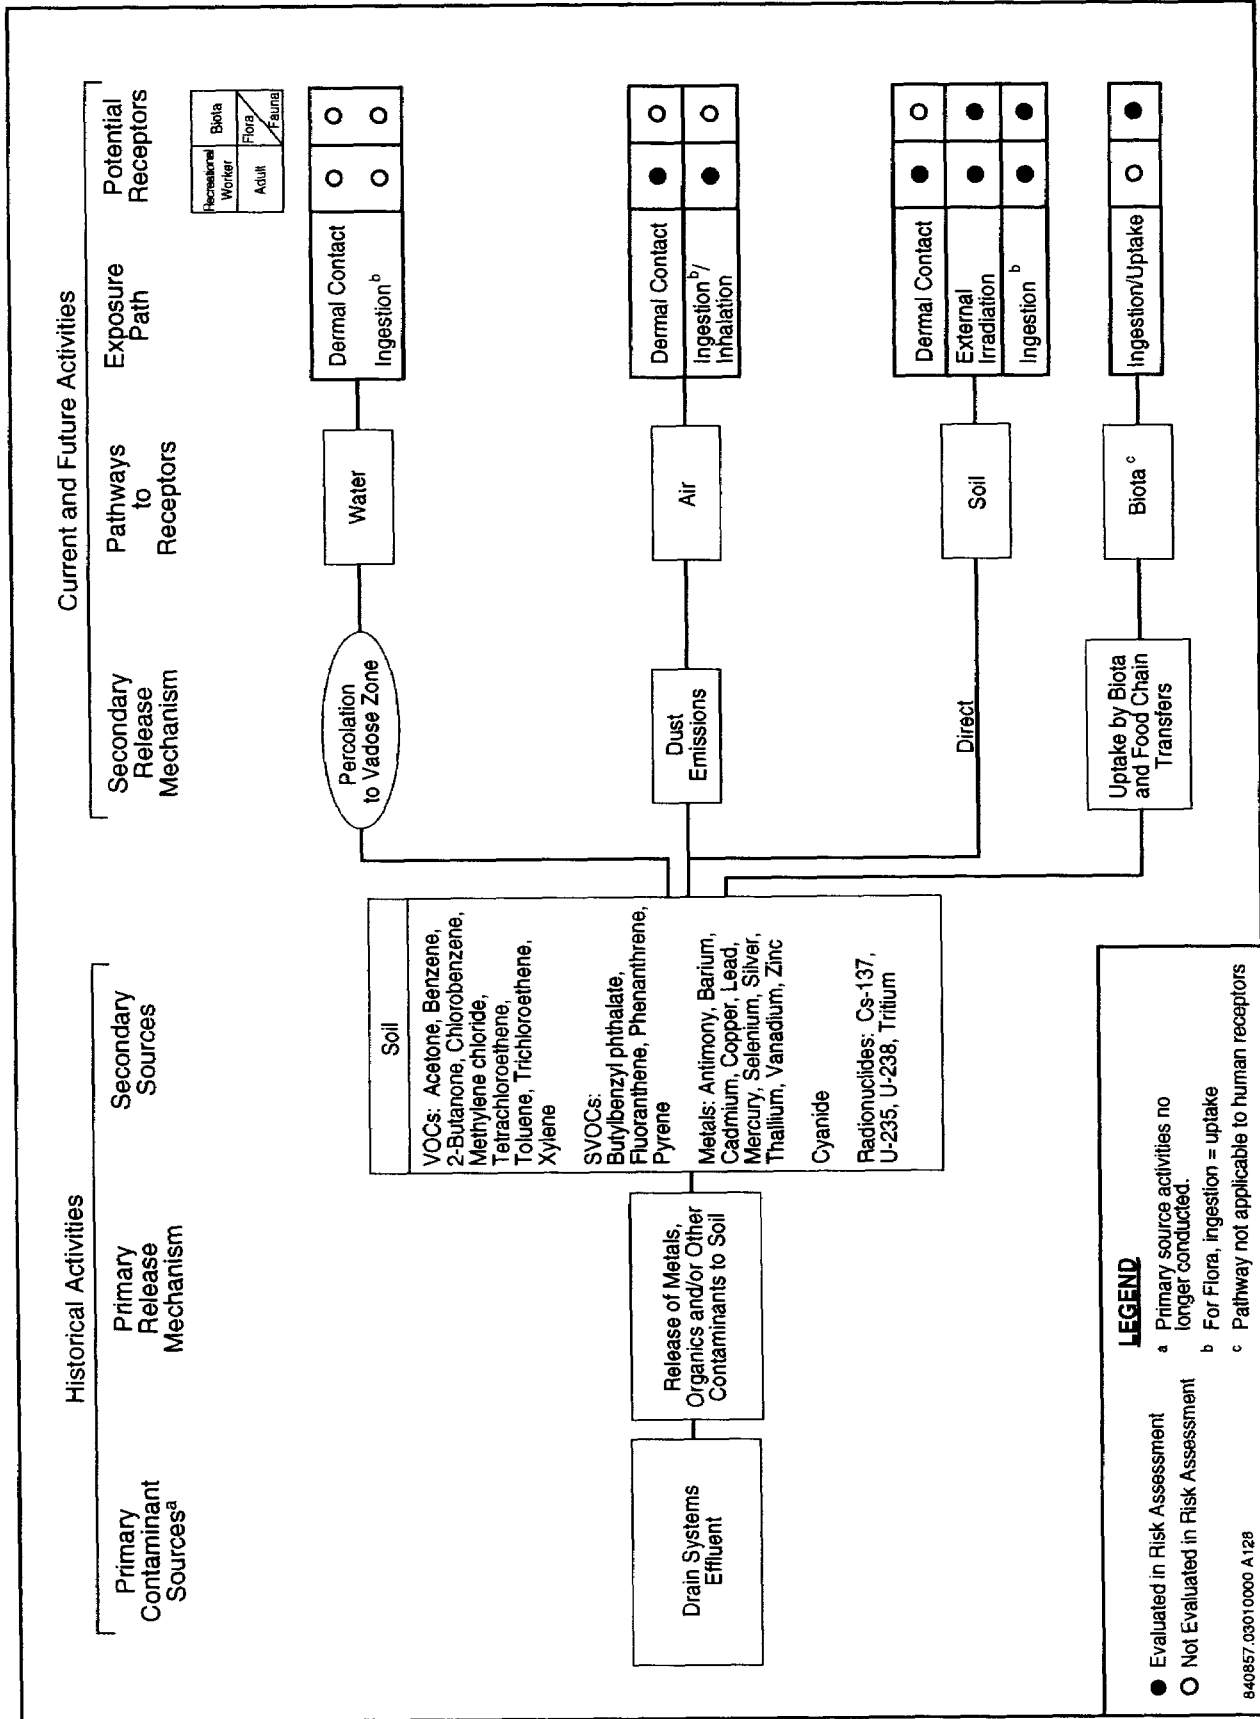 Historical Activities
Current and Future Activities
Primary
Contaminant
Sources a
Primary
Release
Mechanism
Secondary
Sources
Secondary
Release
Mechanism
Pathways
to
Receptors
Exposure
Path
Potential
Receptors
Recreational
Worker
Biota
Adult
Flora
Fauna
Drain Systems
Effluent
Release of Metals,
Organics and/or Other
Contaminants to Soil
Soil
VOCs: Acetone, Benzene,
2-Butanone, Chlorobenzene,
Methylene chloride,
Tetrachloroethene,
Toluene, Trichloroethene,
Xylene
SVOCs:
Butylbenzyl phthalate,
Fluoranthene, Phenanthrene,
Pyrene
Metals: Antimony, Barium,
Cadmium, Copper, Lead,
Mercury, Selenium, Silver,
Thallium, Vanadium, Zinc
Cyanide
Radionuclides: Cs-137,
U-235, U-238, Tritium
Percolation
to Vadose Zone
Water
Dermal Contact
Ingestion b
Dust
Emissions
Air
Dermal Contact
Ingestion b/
Inhalation
Direct
Soil
Dermal Contact
External
Irradiation
Ingestion b
Uptake by Biota
and Food Chain
Transfers
Biota c
Ingestion/Uptake
LEGEND
● Evaluated in Risk Assessment
O Not Evaluated in Risk Assessment
a Primary source activities no
longer conducted.
b For Flora, ingestion = uptake
c Pathway not applicable to human receptors
840857.03010000 A128